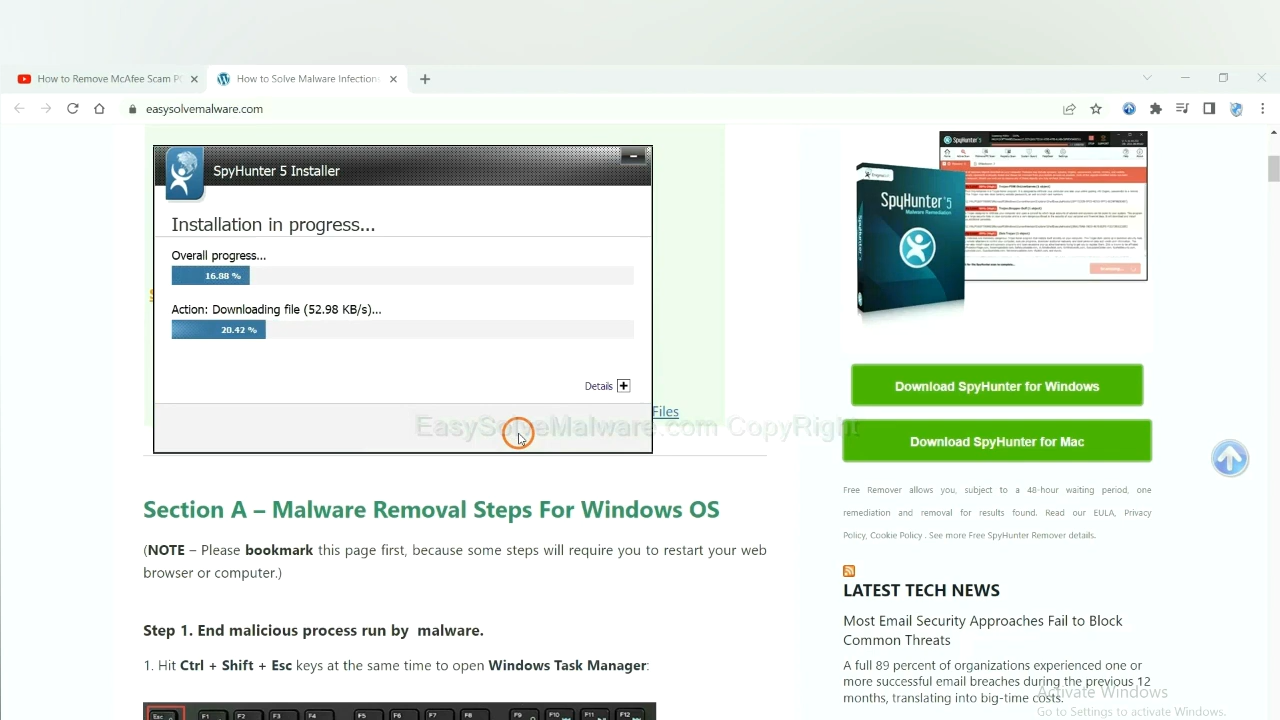 How to Remove McAfee Scam P
How to Solve Malware Infection
easysolvemalware.com
SpyHunter 5 Installer
Installation in progress...
Overall progress...
16.88 %
Action: Downloading file (52.98 KB/s)...
20.42 %
Details
Files
EasySolveMalware.com CopyRight
Section A – Malware Removal Steps For Windows OS
(NOTE – Please bookmark this page first, because some steps will require you to restart your web
browser or computer.)
Step 1. End malicious process run by malware.
1. Hit Ctrl + Shift + Esc keys at the same time to open Windows Task Manager:
Esc F1 F2 F3 F4 F5 F6 F7 F8 F9 F10 F11 F12
SpyHunter 5
Malware Remediation
Download SpyHunter for Windows
Download SpyHunter for Mac
Free Remover allows you, subject to a 48-hour waiting period, one
remediation and removal for results found. Read our EULA, Privacy
Policy, Cookie Policy . See more Free SpyHunter Remover details.
LATEST TECH NEWS
Most Email Security Approaches Fail to Block
Common Threats
A full 89 percent of organizations experienced one or
more successful email breaches during the previous 12
months, translating into big-time costs.
Activate Windows
Go to Settings to activate Windows.